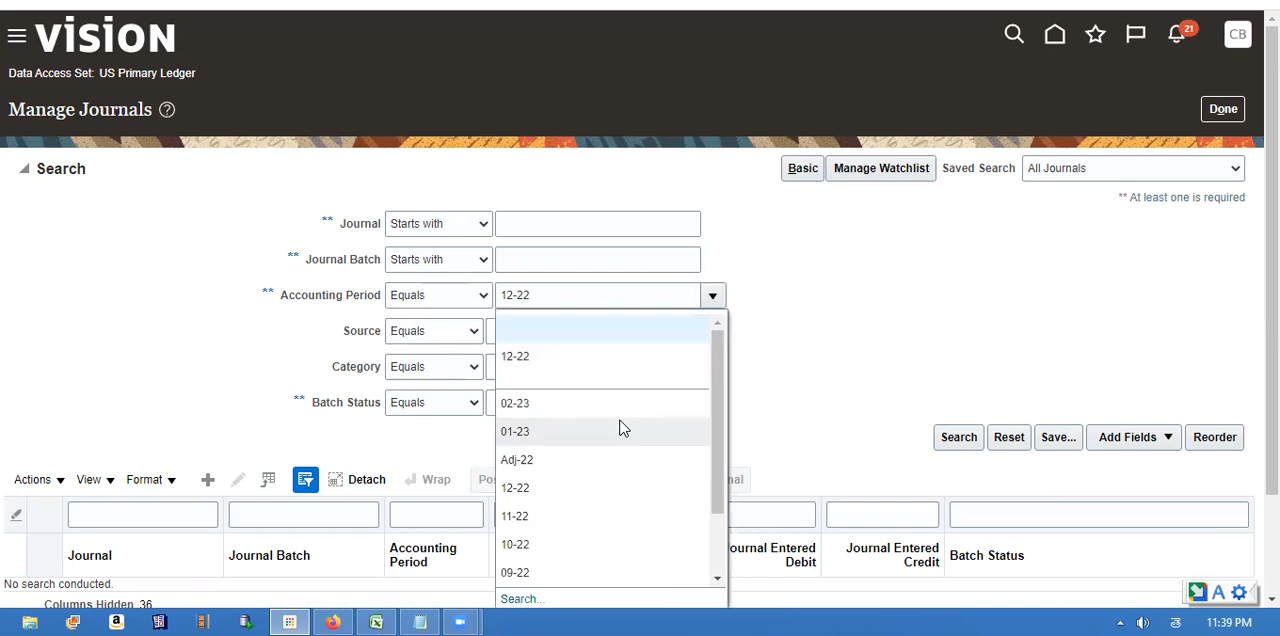 VISION
21
CB
Data Access Set: US Primary Ledger
Manage Journals ?
Done
Search
Basic Manage Watchlist Saved Search All Journals
** At least one is required
** Journal Starts with
** Journal Batch Starts with
** Accounting Period Equals 12-22
Source Equals
12-22
Category Equals
** Batch Status Equals
02-23
01-23
Adj-22
12-22
11-22
10-22
09-22
Search...
Search Reset Save... Add Fields Reorder
Actions View Format Detach Wrap Pos nal
Journal Journal Batch Accounting Period ournal Entered Debit Journal Entered Credit Batch Status
No search conducted.
Columns Hidden 36
A
a
11:39 PM